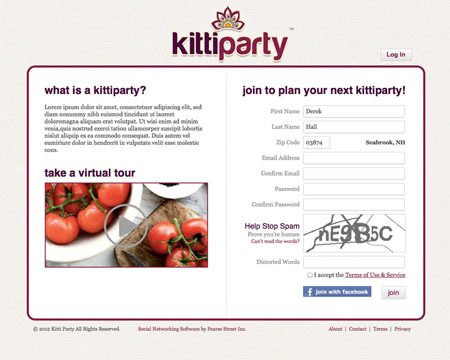 kittiparty
TM
Log In
what is a kittiparty?
Lorem ipsum dolor sit amet, consectetuer adipiscing elit, sed
diam nonummy nibh euismod tincidunt ut laoreet
doloremagna aliquam erat volutpat. Ut wisi enim ad minim
venia,quis nostrud exerci tation ullamcorper suscipit lobortis
nislut aliquip ex ea commodo consequat. Duis autem vel
eumiriure dolor in hendrerit in vulputate velit esse molestie
cons.
take a virtual tour
join to plan your next kittiparty!
First Name Derek
Last Name Hall
Zip Code 03874 Seabrook, NH
Email Address
Confirm Email
Password
Confirm Password
Help Stop Spam
Prove you're human
Can't read the words?
Distorted Words
I accept the Terms of Use & Service
f Join with facebook join
© 2012 Kitti Party All Rights Reserved. Social Networking Software by Pearse Street Inc. About | Contact | Terms | Privacy